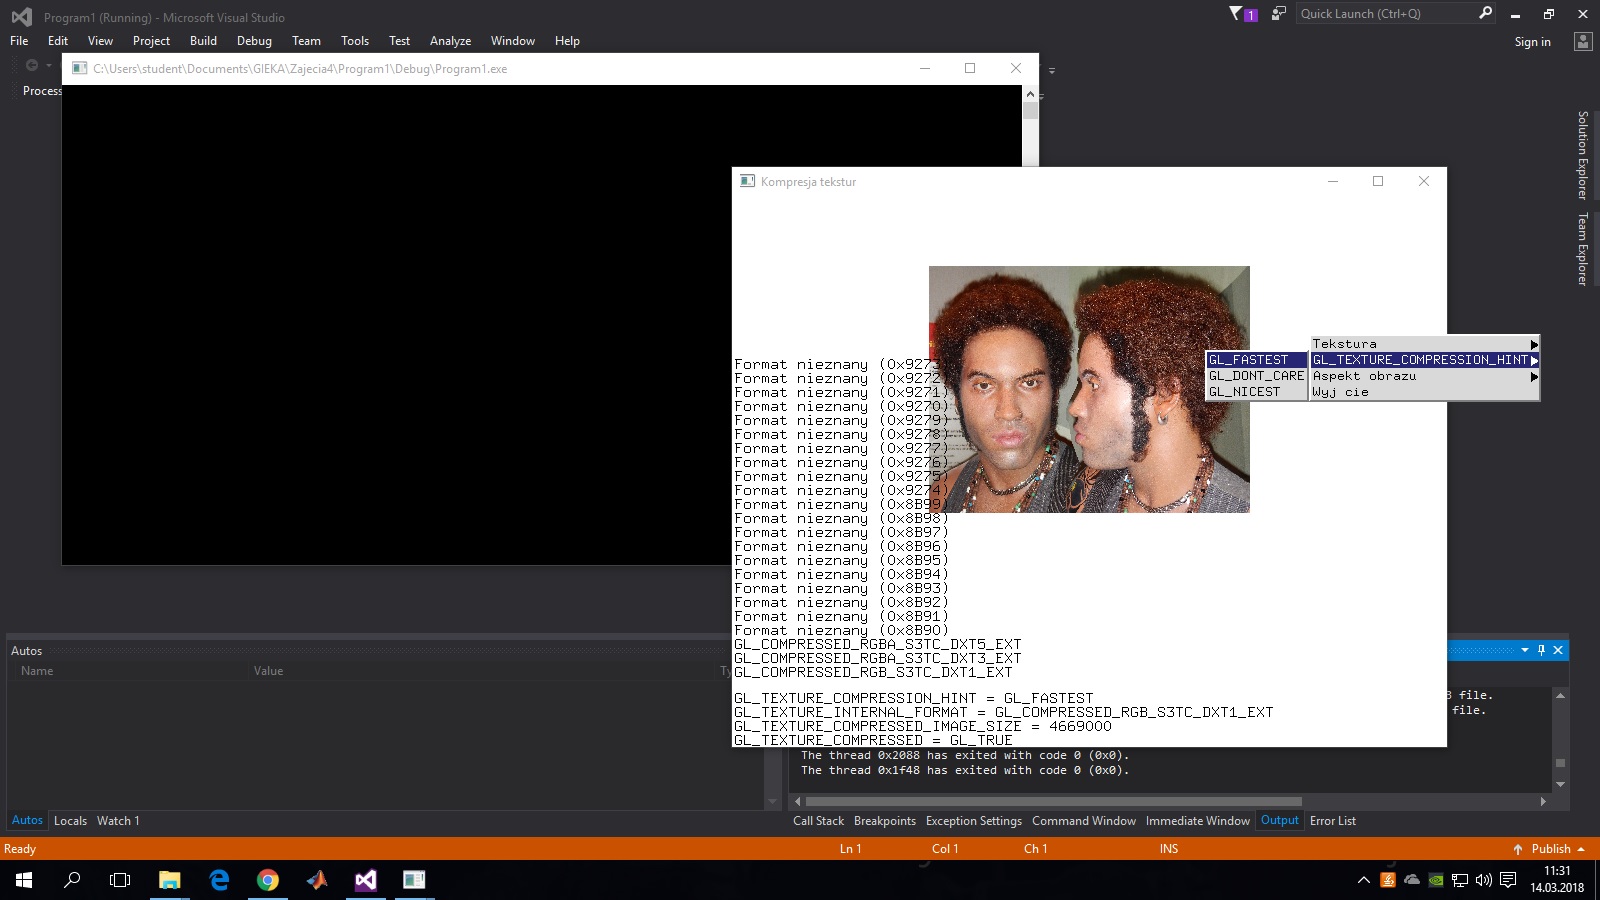 Program1 (Running) - Microsoft Visual Studio
1
Quick Launch (Ctrl+Q)
File Edit View Project Build Debug Team Tools Test Analyze Window Help
Sign in
Process
C:\Users\student\Documents\GIEKA\Zajecia4\Program1\Debug\Program1.exe
Solution Explorer
Team Explorer
Kompresja tekstur
Tekstura
GL_TEXTURE_COMPRESSION_HINT
Aspekt obrazu
Wyj cie
GL_FASTEST
GL_DONT_CARE
GL_NICEST
Format nieznany (0x9273
Format nieznany (0x9272)
Format nieznany (0x9271)
Format nieznany (0x9270)
Format nieznany (0x9279)
Format nieznany (0x9278)
Format nieznany (0x9277)
Format nieznany (0x9276)
Format nieznany (0x9275)
Format nieznany (0x9274)
Format nieznany (0x8B99)
Format nieznany (0x8B98)
Format nieznany (0x8B97)
Format nieznany (0x8B96)
Format nieznany (0x8B95)
Format nieznany (0x8B94)
Format nieznany (0x8B93)
Format nieznany (0x8B92)
Format nieznany (0x8B91)
Format nieznany (0x8B90)
GL_COMPRESSED_RGBA_S3TC_DXT5_EXT
GL_COMPRESSED_RGBA_S3TC_DXT3_EXT
GL_COMPRESSED_RGB_S3TC_DXT1_EXT
GL_TEXTURE_COMPRESSION_HINT = GL_FASTEST
GL_TEXTURE_INTERNAL_FORMAT = GL_COMPRESSED_RGB_S3TC_DXT1_EXT
GL_TEXTURE_COMPRESSED_IMAGE_SIZE = 4669000
GL_TEXTURE_COMPRESSED = GL_TRUE
Autos
Name Value
file.
file.
The thread 0x2088 has exited with code 0 (0x0).
The thread 0x1f48 has exited with code 0 (0x0).
Autos Locals Watch 1
Call Stack Breakpoints Exception Settings Command Window Immediate Window Output Error List
Ready Ln 1 Col 1 Ch 1 INS Publish
11:31
14.03.2018